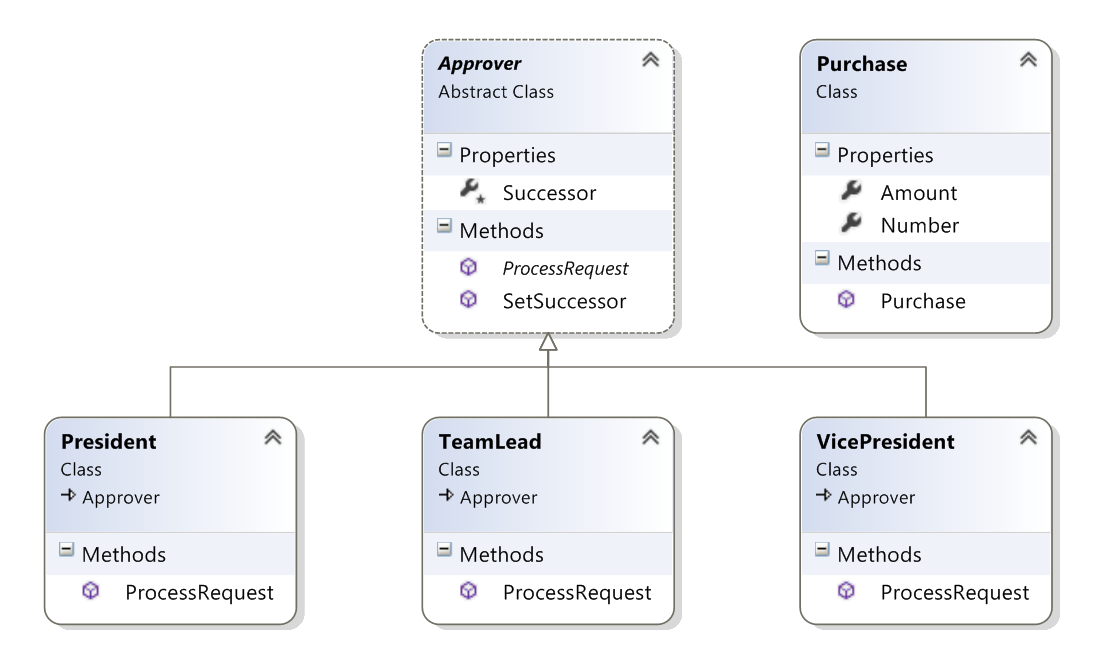 Approver
Abstract Class
Properties
Successor
Methods
ProcessRequest
SetSuccessor
Purchase
Class
Properties
Amount
Number
Methods
Purchase
President
Class
Approver
Methods
ProcessRequest
TeamLead
Class
Approver
Methods
ProcessRequest
VicePresident
Class
Approver
Methods
ProcessRequest